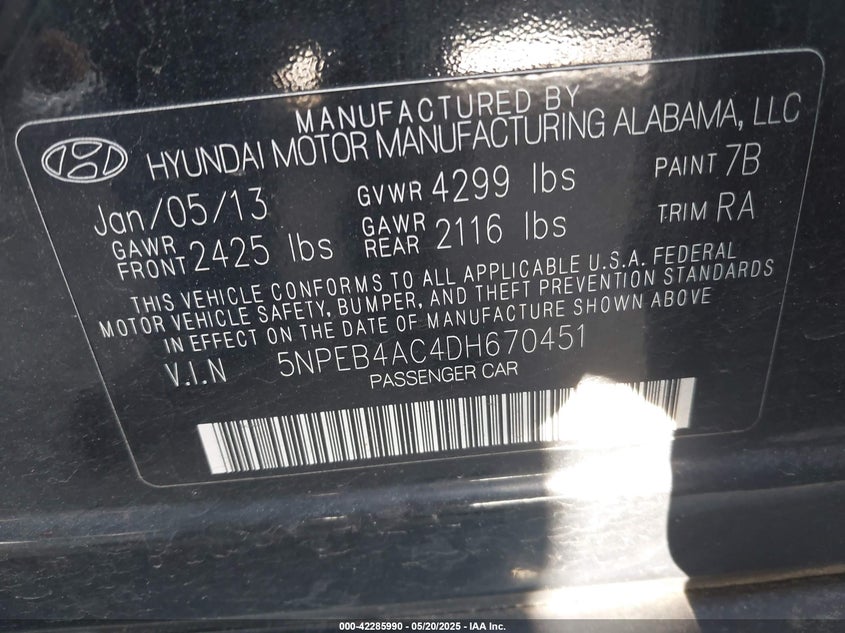 MANUFACTURED BY
HYUNDAI MOTOR MANUFACTURING ALABAMA, LLC
Jan/05/13 GVWR 4299 lbs PAINT 7B
GAWR FRONT 2425 lbs GAWR REAR 2116 lbs TRIM RA
THIS VEHICLE CONFORMS TO ALL APPLICABLE U.S.A. FEDERAL
MOTOR VEHICLE SAFETY, BUMPER, AND THEFT PREVENTION STANDARDS
IN EFFECT ON THE DATE OF MANUFACTURE SHOWN ABOVE
V.I.N 5NPEB4AC4DH670451
PASSENGER CAR
000-42285990 - 05/20/2025 - IAA Inc.